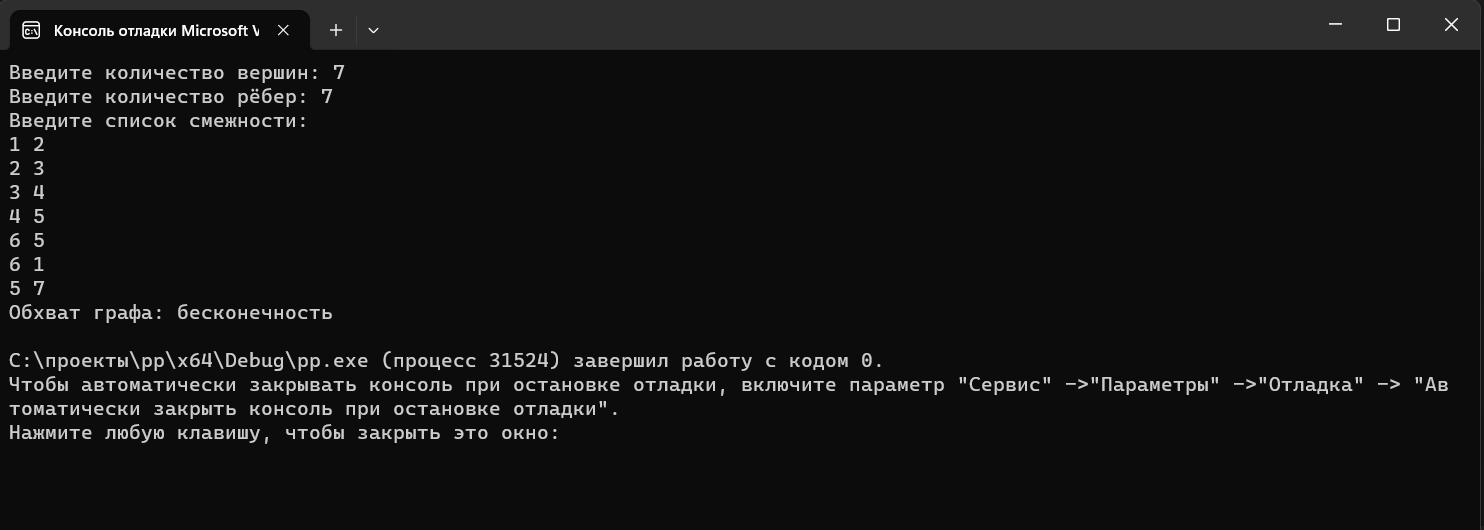 Консоль отладки Microsoft V
Введите количество вершин: 7
Введите количество рёбер: 7
Введите список смежности:
1 2
2 3
3 4
4 5
6 5
6 1
5 7
Обхват графа: бесконечность
C:\проекты\pp\x64\Debug\pp.exe (процесс 31524) завершил работу с кодом 0.
Чтобы автоматически закрывать консоль при остановке отладки, включите параметр "Сервис" ->"Параметры" ->"Отладка" -> "Ав
томатически закрыть консоль при остановке отладки".
Нажмите любую клавишу, чтобы закрыть это окно: